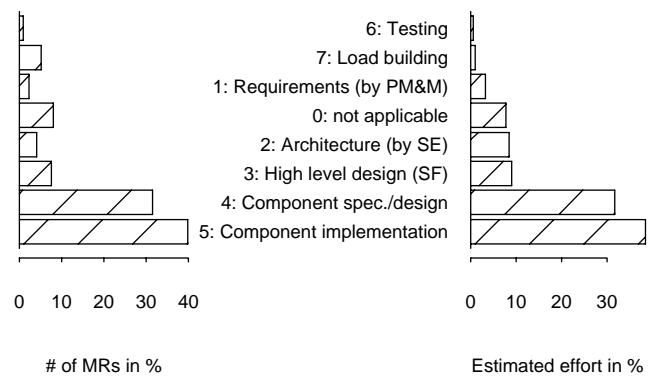 6: Testing
7: Load building
1: Requirements (by PM&M)
0: not applicable
2: Architecture (by SE)
3: High level design (SF)
4: Component spec./design
5: Component implementation
0 10 20 30 40
0 10 20 30
# of MRs in %
Estimated effort in %